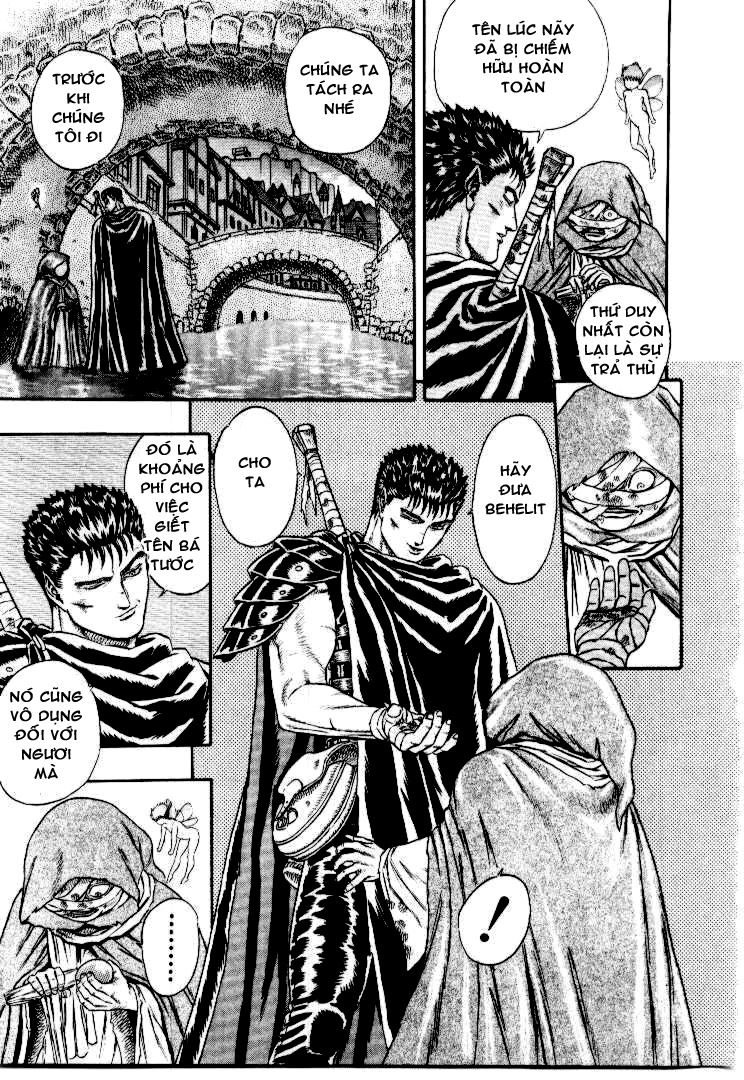 TÊN LÚC NÃY
ĐÃ BỊ CHIẾM
HỮU HOÀN
TOÀN
THỨ DUY
NHẤT CÒN
LẠI LÀ SỰ
TRẢ THÙ
CHÚNG TA
TÁCH RA
NHÉ
TRƯỚC
KHI
CHÚNG
TÔI ĐI
HÃY
ĐƯA
BEHELIT
CHO
TA
!
ĐÓ LÀ
KHOẢNG
PHÍ CHO
VIỆC
GIẾT
TÊN BÁ
TƯỚC
NÓ CŨNG
VÔ DỤNG
ĐỐI VỚI
NGƯƠI
MÀ
........